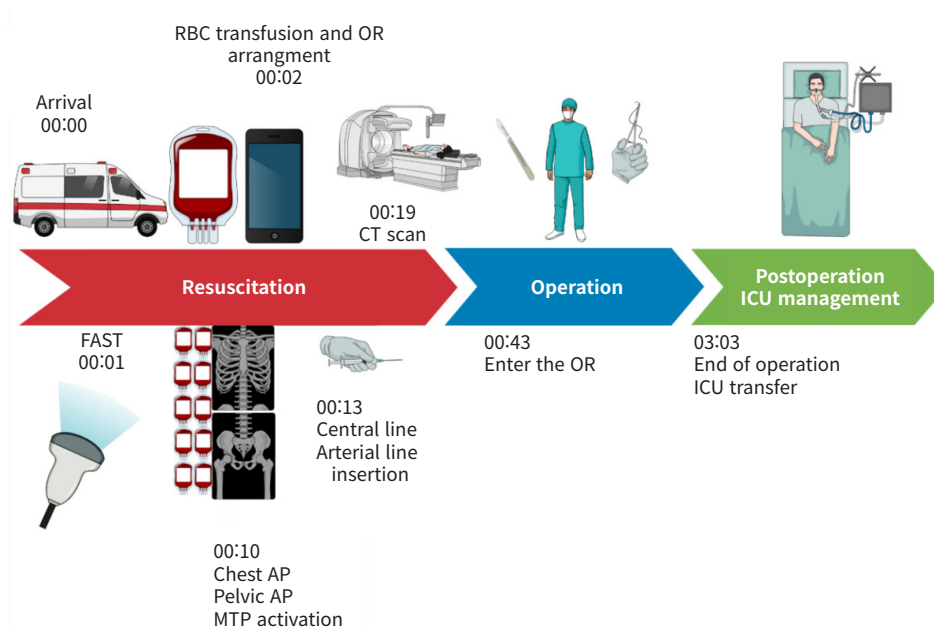 RBC transfusion and OR
arrangment
00:02
Arrival
00:00
00:19
CT scan
Resuscitation
Operation
Postoperation
ICU management
FAST
00:01
00:43
Enter the OR
03:03
End of operation
ICU transfer
00:13
Central line
Arterial line
insertion
00:10
Chest AP
Pelvic AP
MTP activation